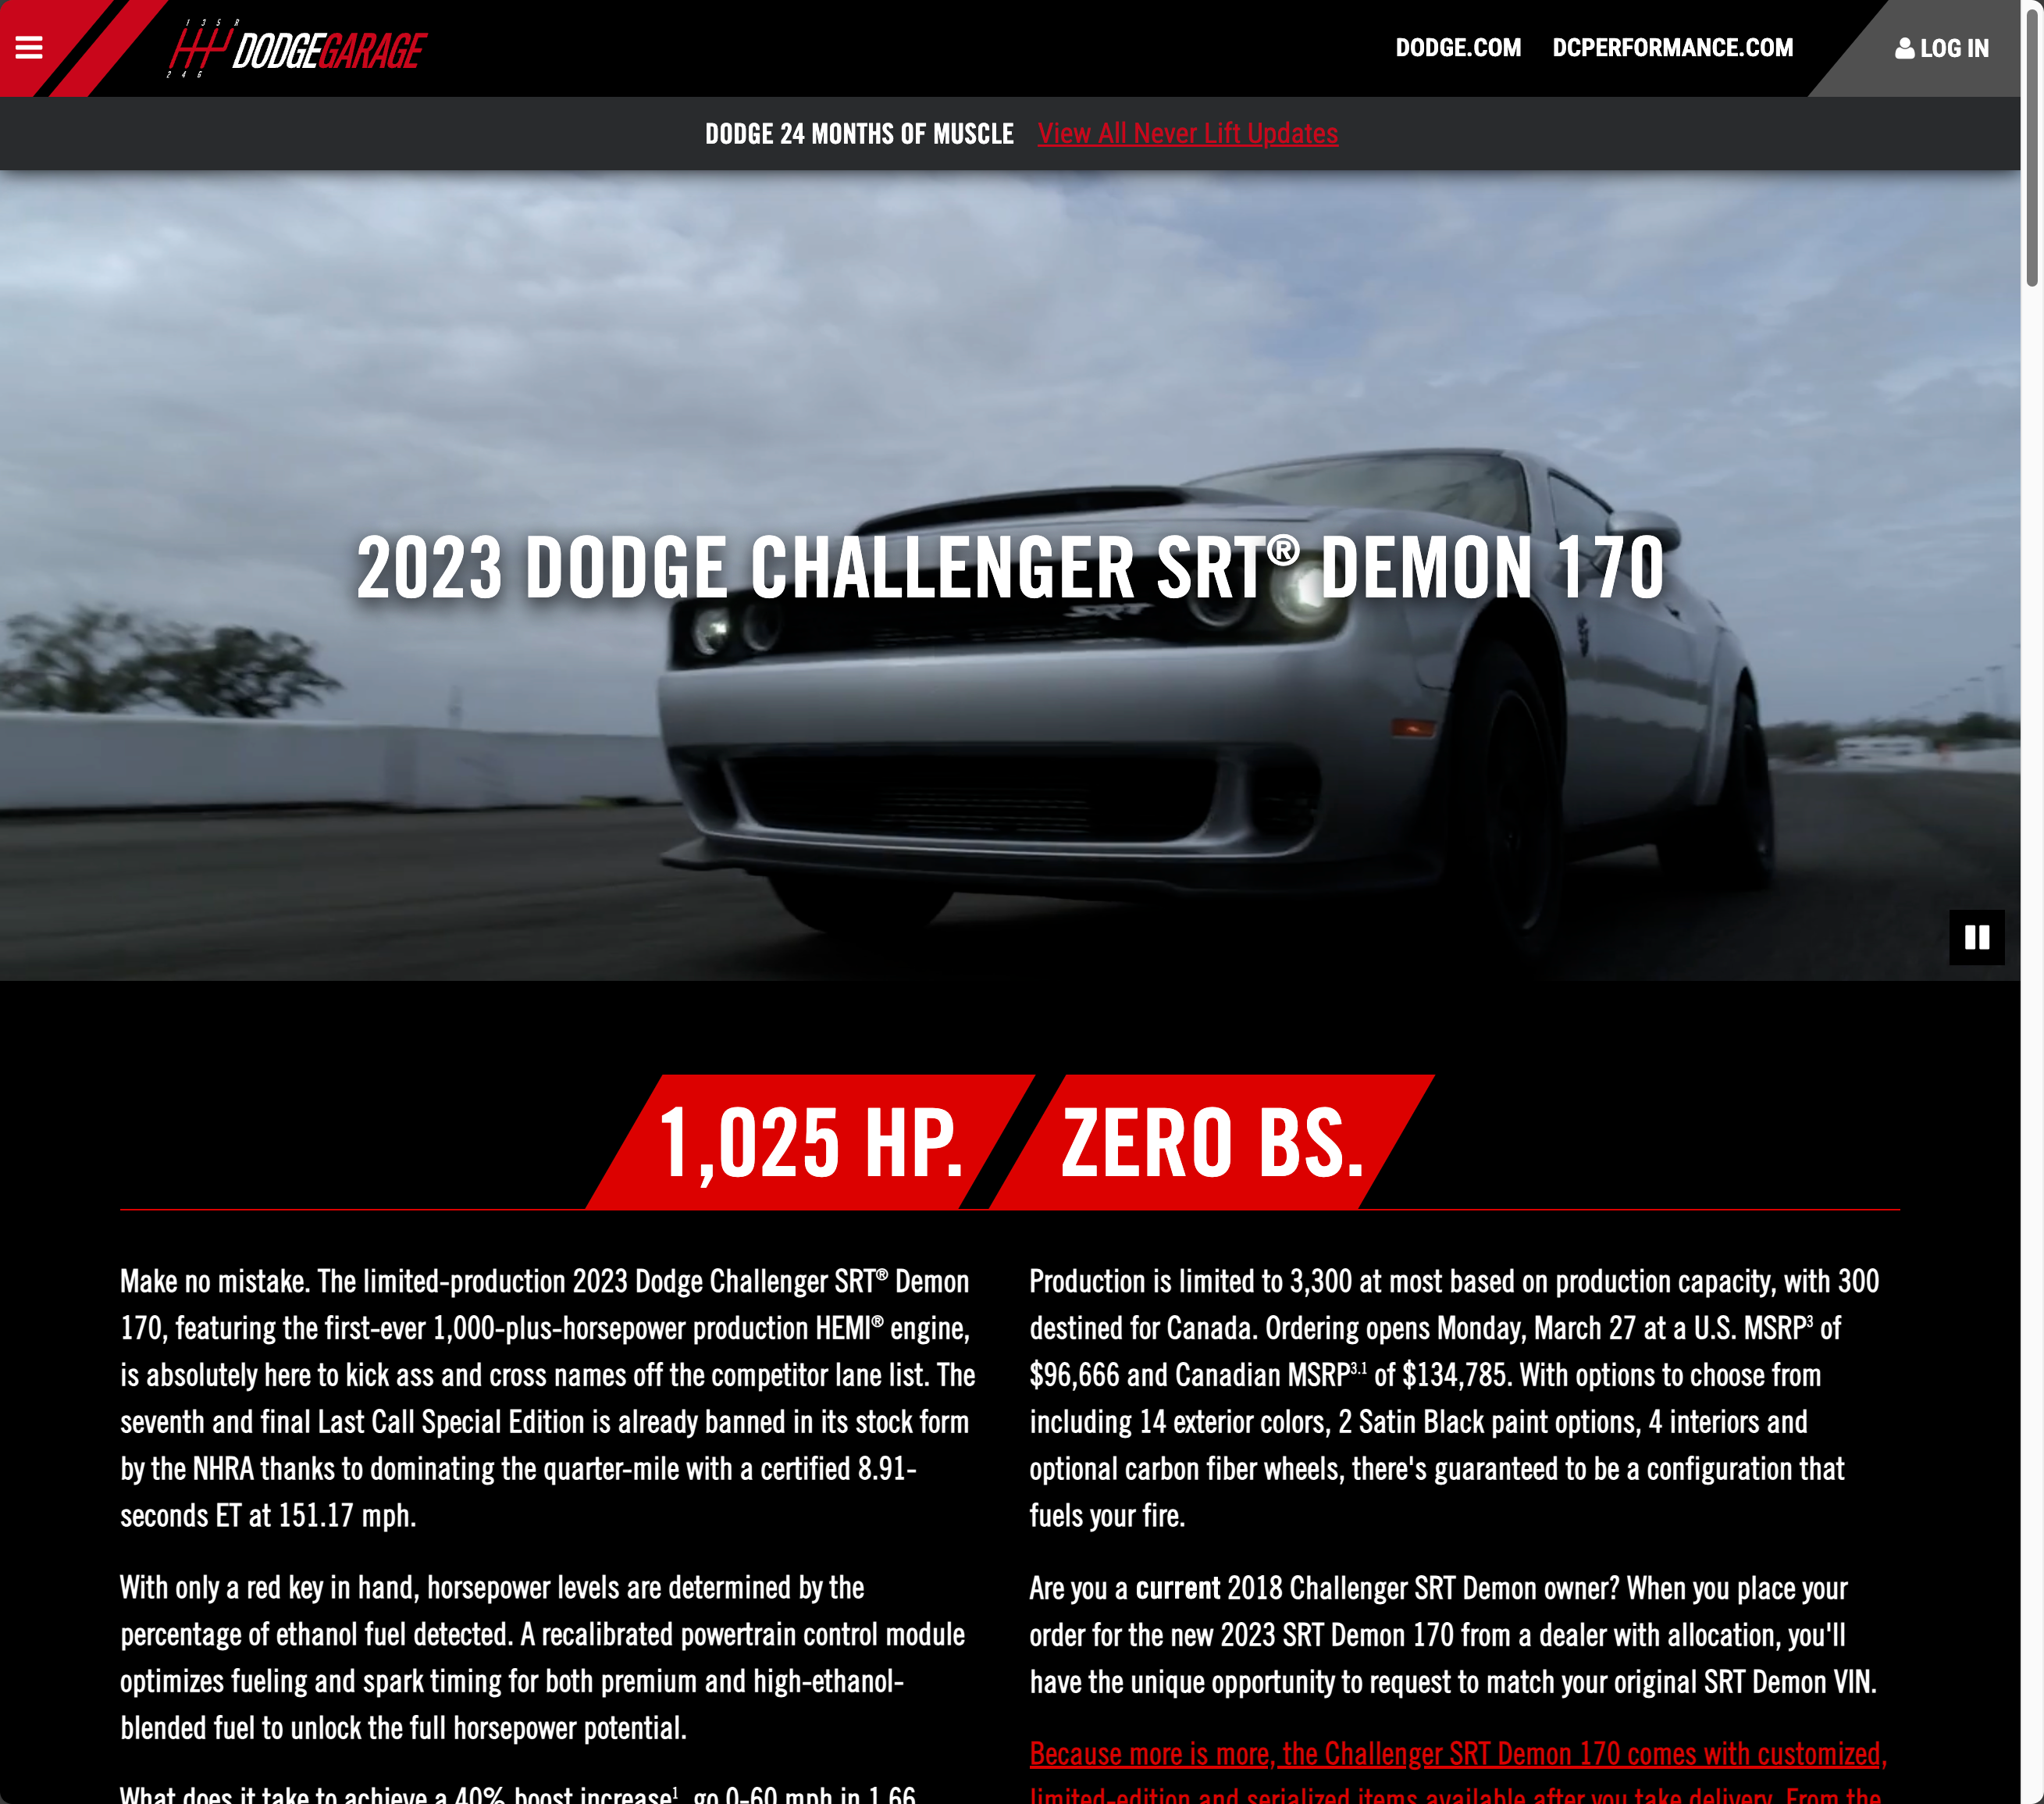 1 3 5 R
DODGEGARAGE
2 4 6
DODGE.COM
DCPERFORMANCE.COM
LOG IN
DODGE 24 MONTHS OF MUSCLE View All Never Lift Updates
2023 DODGE CHALLENGER SRT® DEMON 170
SRT
1,025 HP.
ZERO BS.
Make no mistake. The limited-production 2023 Dodge Challenger SRT® Demon
170, featuring the first-ever 1,000-plus-horsepower production HEMI® engine,
is absolutely here to kick ass and cross names off the competitor lane list. The
seventh and final Last Call Special Edition is already banned in its stock form
by the NHRA thanks to dominating the quarter-mile with a certified 8.91-
seconds ET at 151.17 mph.
With only a red key in hand, horsepower levels are determined by the
percentage of ethanol fuel detected. A recalibrated powertrain control module
optimizes fueling and spark timing for both premium and high-ethanol-
blended fuel to unlock the full horsepower potential.
What does it take to achieve a 40% boost increase¹, go 0-60 mph in 1.66
Production is limited to 3,300 at most based on production capacity, with 300
destined for Canada. Ordering opens Monday, March 27 at a U.S. MSRP³ of
$96,666 and Canadian MSRP³·¹ of $134,785. With options to choose from
including 14 exterior colors, 2 Satin Black paint options, 4 interiors and
optional carbon fiber wheels, there's guaranteed to be a configuration that
fuels your fire.
Are you a current 2018 Challenger SRT Demon owner? When you place your
order for the new 2023 SRT Demon 170 from a dealer with allocation, you'll
have the unique opportunity to request to match your original SRT Demon VIN.
Because more is more, the Challenger SRT Demon 170 comes with customized,
limited-edition and serialized items available after you take delivery. From the